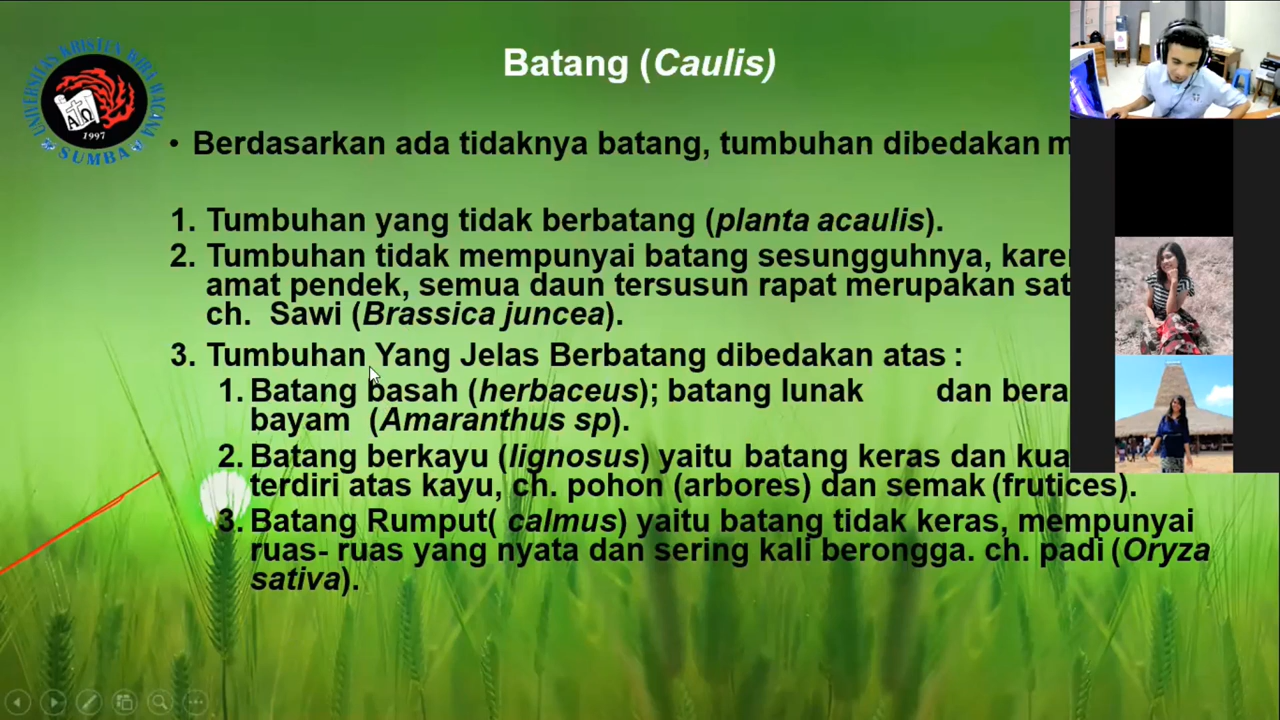 UNIVERSITAS KRISTEN WIRA WACANA
SUMBA
1997
Batang (Caulis)
• Berdasarkan ada tidaknya batang, tumbuhan dibedakan
1. Tumbuhan yang tidak berbatang (planta acaulis).
2. Tumbuhan tidak mempunyai batang sesungguhnya,
amat pendek, semua daun tersusun rapat merupakan
ch. Sawi (Brassica juncea).
3. Tumbuhan Yang Jelas Berbatang dibedakan atas :
1. Batang basah (herbaceus); batang lunak dan
bayam (Amaranthus sp).
2. Batang berkayu (lignosus) yaitu batang keras dan
terdiri atas kayu, ch. pohon (arbores) dan semak (frutices).
3. Batang Rumput( calmus) yaitu batang tidak keras, mempunyai
ruas- ruas yang nyata dan sering kali berongga. ch. padi (Oryza
sativa).